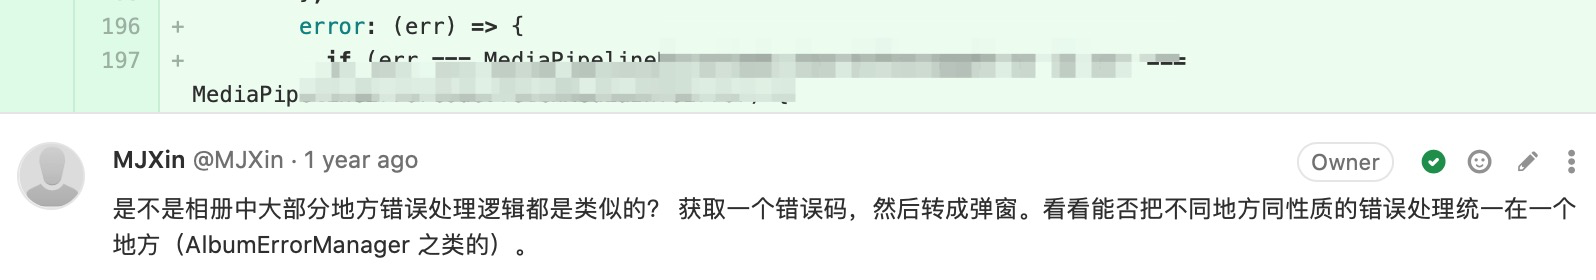 196 + error: (err) => {
197 + if (err === MediaPipeline ===
MediaPip
MJXin @MJXin · 1 year ago Owner
是不是相册中大部分地方错误处理逻辑都是类似的？ 获取一个错误码，然后转成弹窗。看看能否把不同地方同性质的错误处理统一在一个
地方（AlbumErrorManager 之类的）。